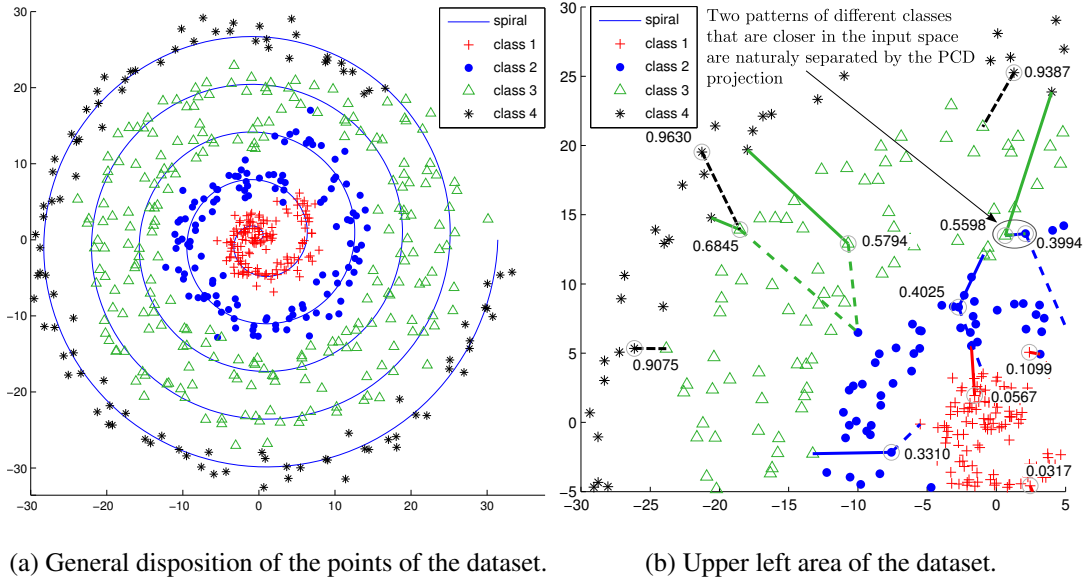 spiral
class 1
class 2
class 3
class 4
30
20
10
0
−10
−20
−30
−30
−20
−10
0
10
20
30
(a) General disposition of the points of the dataset.
spiral
class 1
class 2
class 3
class 4
Two patterns of different classes
that are closer in the input space
are naturaly separated by the PCD
projection
30
25
20
15
10
5
0
−5
−30
−25
−20
−15
−10
−5
0
5
0.9387
0.9630
0.6845
0.5794
0.5598
0.3994
0.4025
0.9075
0.1099
0.0567
0.3310
0.0317
(b) Upper left area of the dataset.